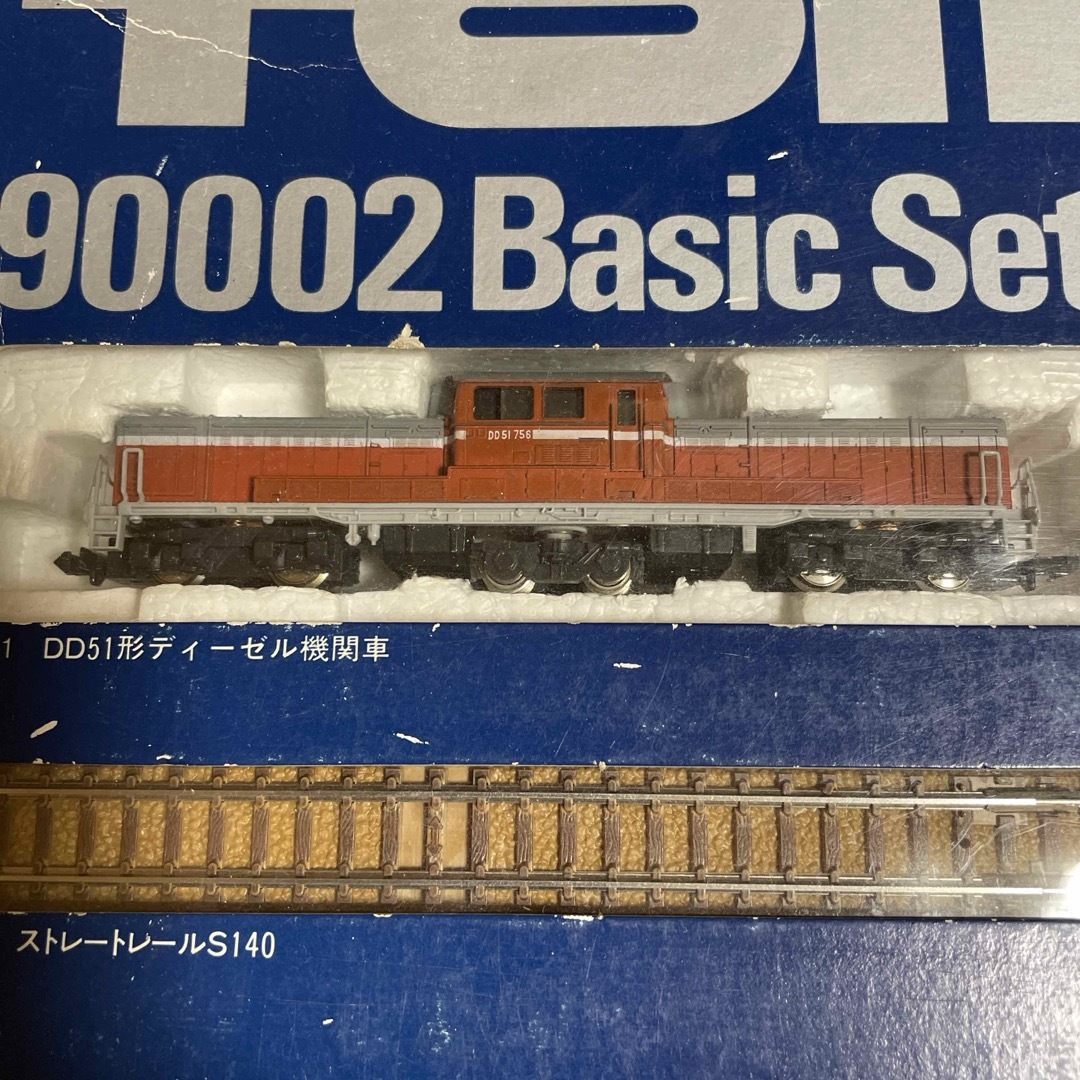 90002 Basic Set
DD51 756
1 DD51形ディーゼル機関車
ストレートレールS140